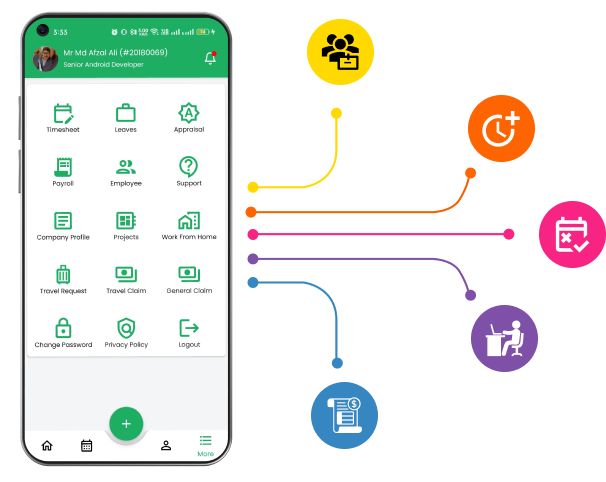 3:33
Mr Md Afzal Ali (#20180069)
Senior Android Developer
Timesheet Leaves Appraisal
Payroll Employee Support
Company Profile Projects Work From Home
Travel Request Travel Claim General Claim
Change Password Privacy Policy Logout
More